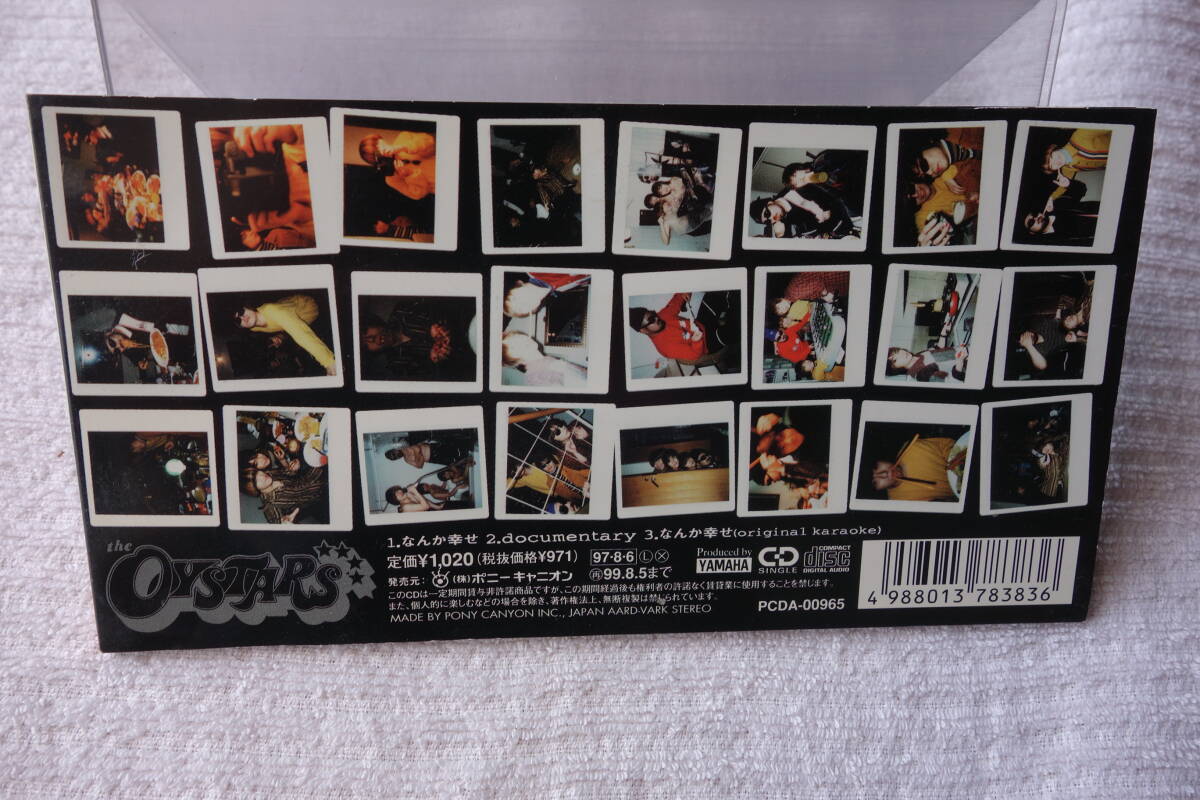 1.なんか幸せ 2.documentary 3.なんか幸せ(original karaoke)
the
OYSTARS
定価¥1,020(税抜価格¥971) 97・8・6 Ⓛ Ⓧ
発売元: (株)ポニーキャニオン 再99.8.5まで
このCDは一定期間貸与非許諾商品ですが、この期間経過後も権利者の許諾なく賃貸業に使用することを禁じます。
また、個人的に楽しむなどの場合を除き、著作権法上、無断複製は禁じられています。
MADE BY PONY CANYON INC., JAPAN AARD-VARK STEREO
Produced by
YAMAHA
CD
SINGLE
COMPACT
disc
DIGITAL AUDIO
PCDA-00965
4 988013 783836